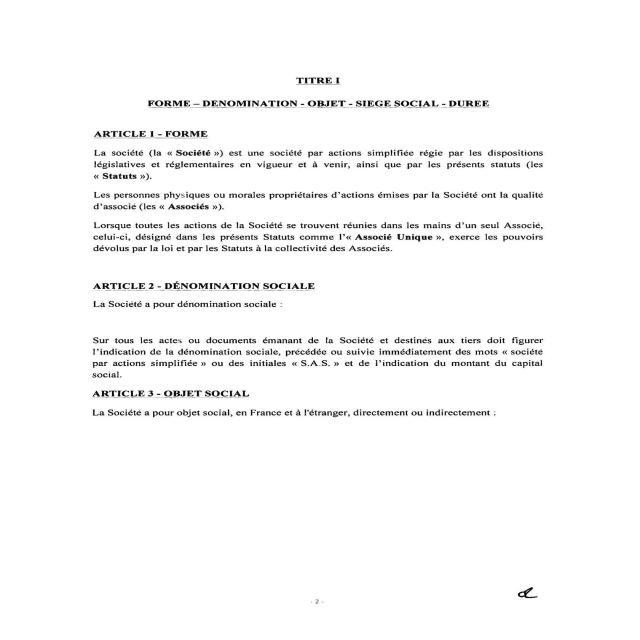 TITRE I
FORME – DENOMINATION - OBJET - SIEGE SOCIAL - DUREE
ARTICLE 1 - FORME
La société (la « Société ») est une société par actions simplifiée régie par les dispositions
législatives et réglementaires en vigueur et à venir, ainsi que par les présents statuts (les
« Statuts »).
Les personnes physiques ou morales propriétaires d'actions émises par la Société ont la qualité
d'associé (les « Associés »).
Lorsque toutes les actions de la Société se trouvent réunies dans les mains d'un seul Associé,
celui-ci, désigné dans les présents Statuts comme l'« Associé Unique », exerce les pouvoirs
dévolus par la loi et par les Statuts à la collectivité des Associés.
ARTICLE 2 - DÉNOMINATION SOCIALE
La Société a pour dénomination sociale :
Sur tous les actes ou documents émanant de la Société et destinés aux tiers doit figurer
l'indication de la dénomination sociale, précédée ou suivie immédiatement des mots « société
par actions simplifiée » ou des initiales « S.A.S. » et de l'indication du montant du capital
social.
ARTICLE 3 - OBJET SOCIAL
La Société a pour objet social, en France et à l'étranger, directement ou indirectement :
- 2 -